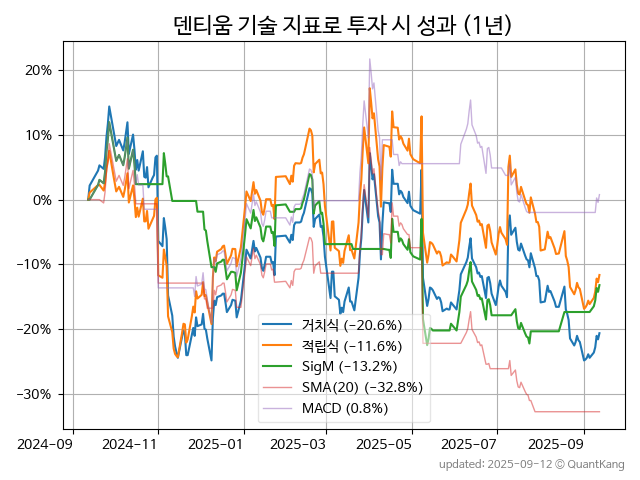 덴티움 기술 지표로 투자 시 성과 (1년)
20%
10%
0%
−10%
−20%
−30%
거치식 (−20.6%)
적립식 (−11.6%)
SigM (−13.2%)
SMA(20) (−32.8%)
MACD (0.8%)
2024-09 2024-11 2025-01 2025-03 2025-05 2025-07 2025-09
updated: 2025-09-12 © QuantKang